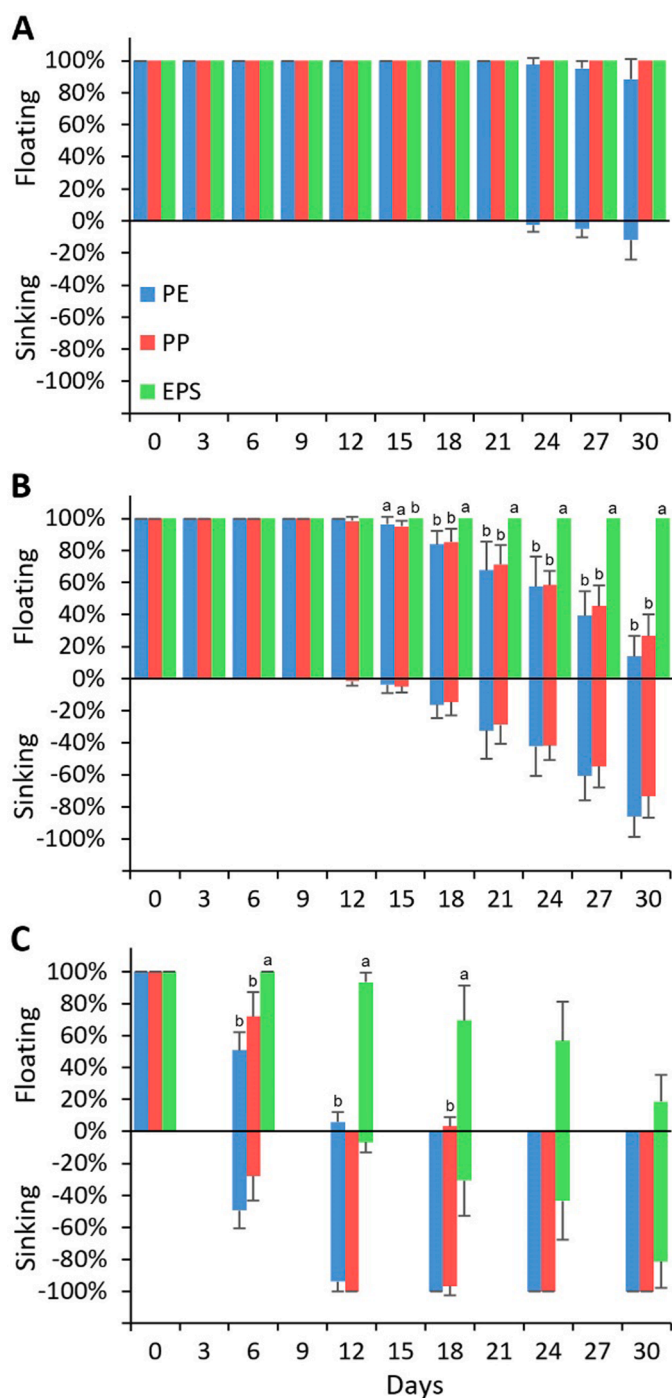 A
100%
80%
60%
40%
20%
0%
-20%
-40%
-60%
-80%
-100%
Floating
Sinking
PE
PP
EPS
0 3 6 9 12 15 18 21 24 27 30
B
100%
80%
60%
40%
20%
0%
-20%
-40%
-60%
-80%
-100%
Floating
Sinking
a a b a a a a a
b b b b b b b b b b
0 3 6 9 12 15 18 21 24 27 30
C
100%
80%
60%
40%
20%
0%
-20%
-40%
-60%
-80%
-100%
Floating
Sinking
b b a
b a
b a
0 3 6 9 12 15 18 21 24 27 30
Days